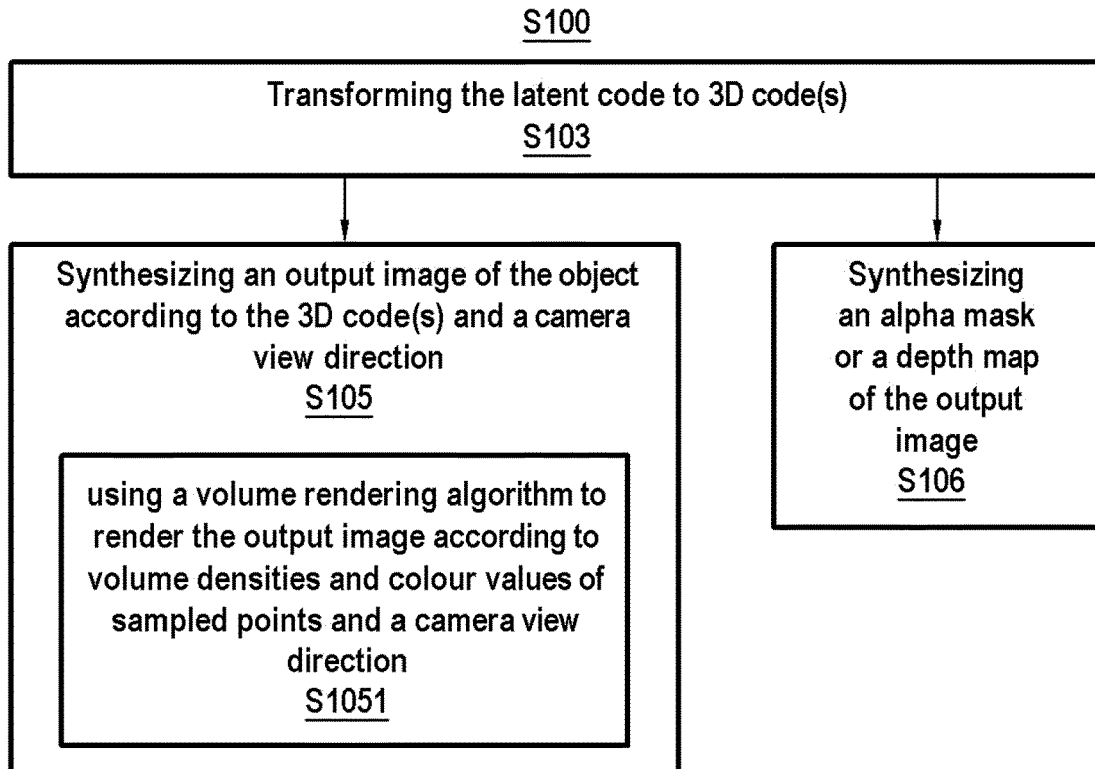 S100
Transforming the latent code to 3D code(s)
S103
Synthesizing an output image of the object
according to the 3D code(s) and a camera
view direction
S105
using a volume rendering algorithm to
render the output image according to
volume densities and colour values of
sampled points and a camera view
direction
S1051
Synthesizing
an alpha mask
or a depth map
of the output
image
S106